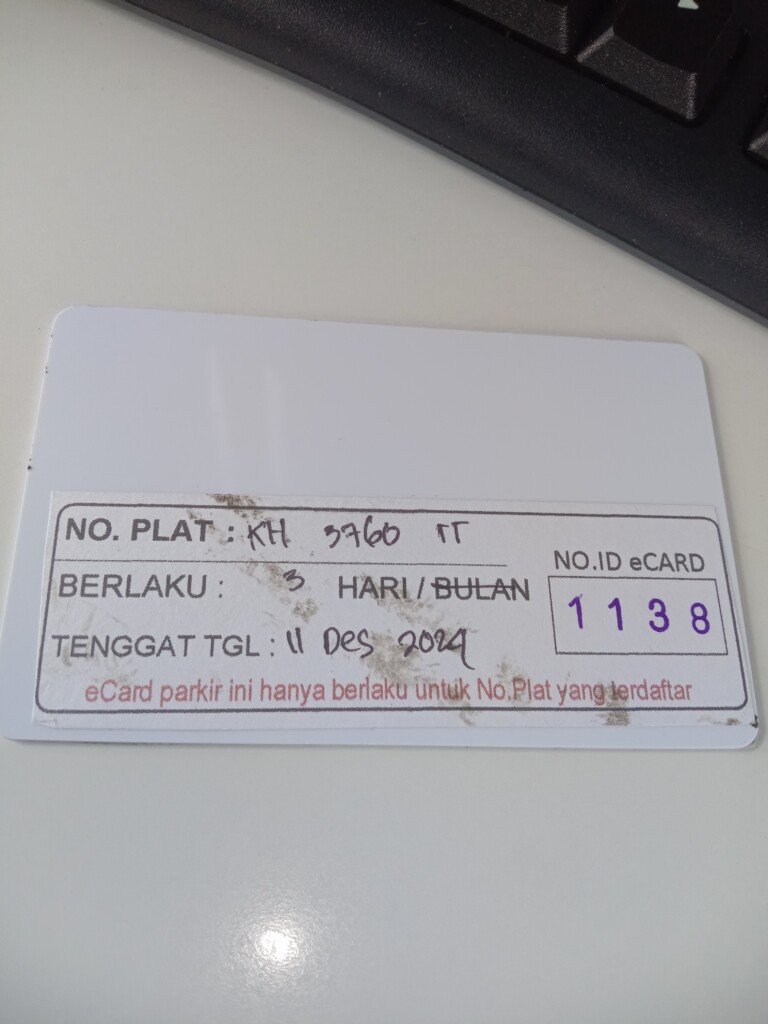 NO. PLAT : KH 3760 TT
BERLAKU : 3 HARI / BULAN
TENGGAT TGL : 11 Des 2024
NO.ID eCARD
1138
eCard parkir ini hanya berlaku untuk No.Plat yang terdaftar